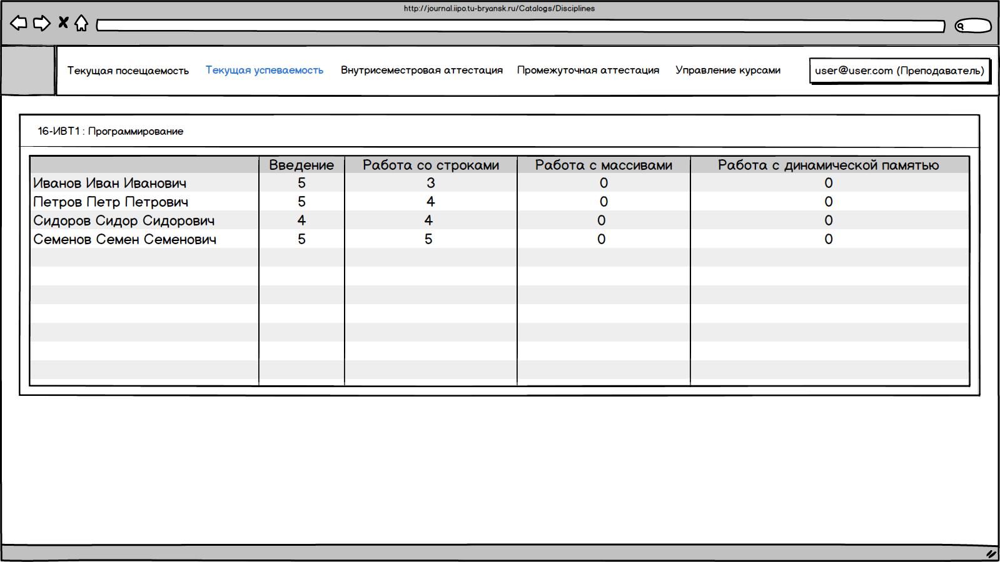 http://journal.iipo.tu-bryansk.ru/Catalogs/Disciplines
Текущая посещаемость Текущая успеваемость Внутрисеместровая аттестация Промежуточная аттестация Управление курсами user@user.com (Преподаватель)
16-ИВТ1 : Программирование
Введение Работа со строками Работа с массивами Работа с динамической памятью
Иванов Иван Иванович 5 3 0 0
Петров Петр Петрович 5 4 0 0
Сидоров Сидор Сидорович 4 4 0 0
Семенов Семен Семенович 5 5 0 0